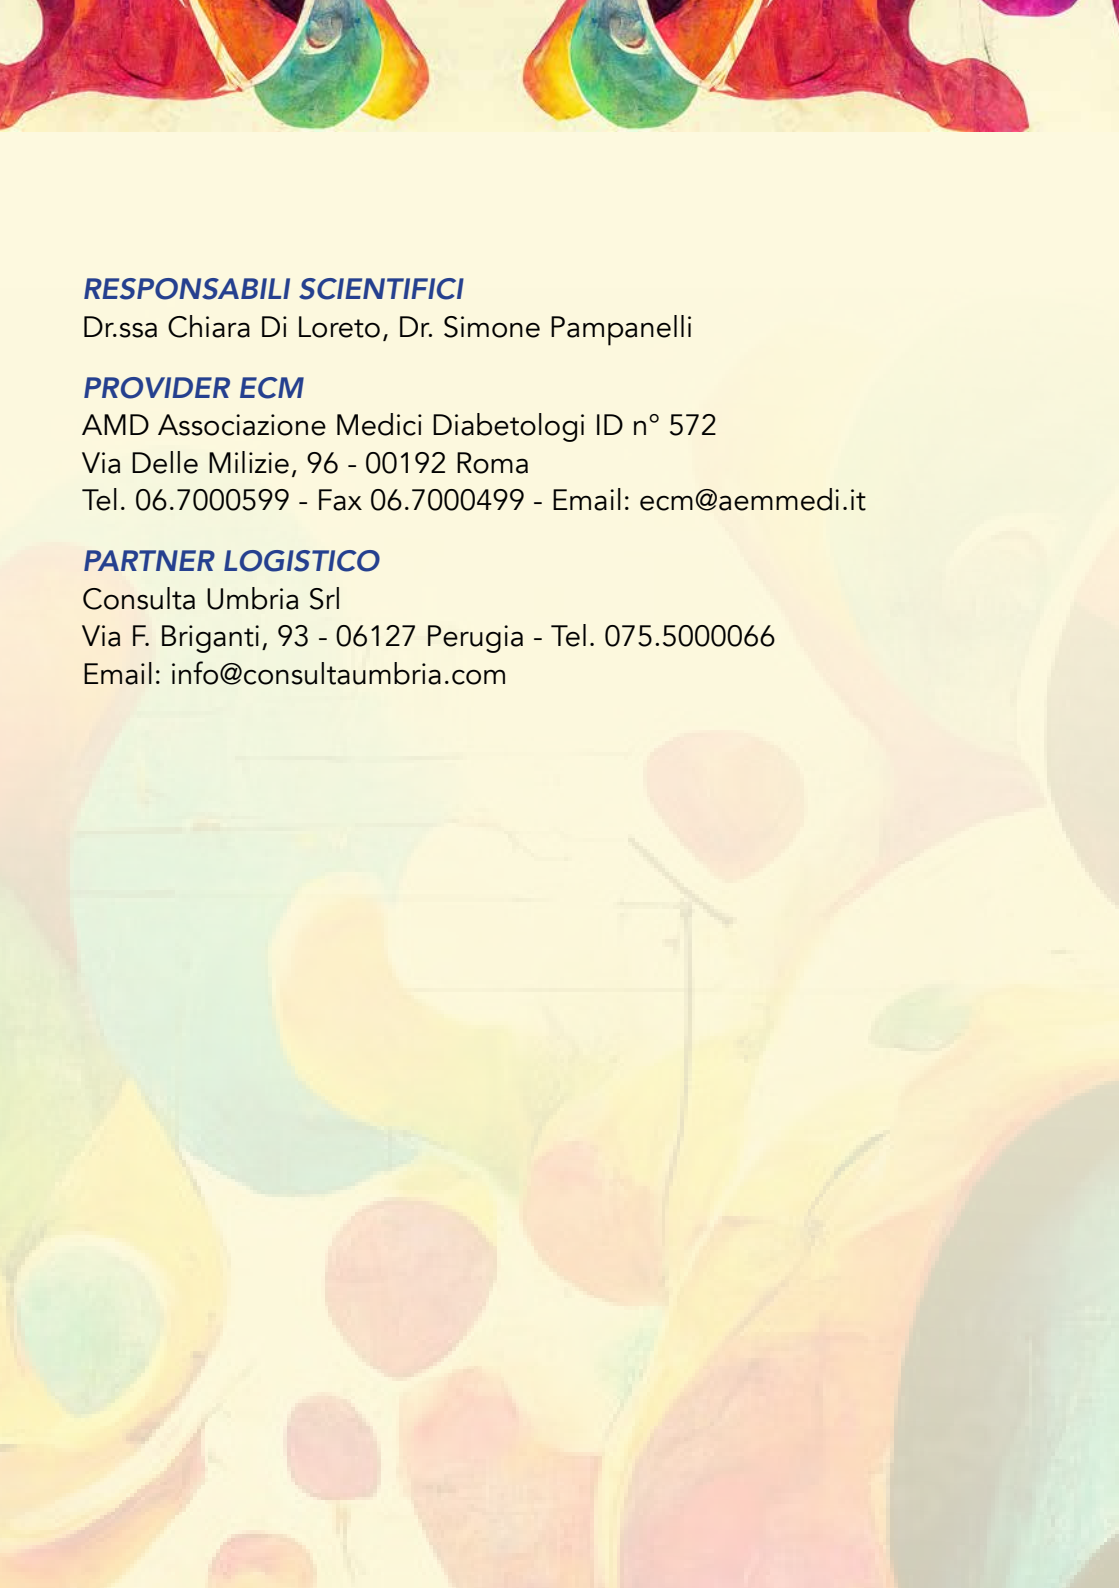 RESPONSABILI SCIENTIFICI
Dr.ssa Chiara Di Loreto, Dr. Simone Pampanelli
PROVIDER ECM
AMD Associazione Medici Diabetologi ID n° 572
Via Delle Milizie, 96 - 00192 Roma
Tel. 06.7000599 - Fax 06.7000499 - Email: ecm@aemmedi.it
PARTNER LOGISTICO
Consulta Umbria Srl
Via F. Briganti, 93 - 06127 Perugia - Tel. 075.5000066
Email: info@consultaumbria.com